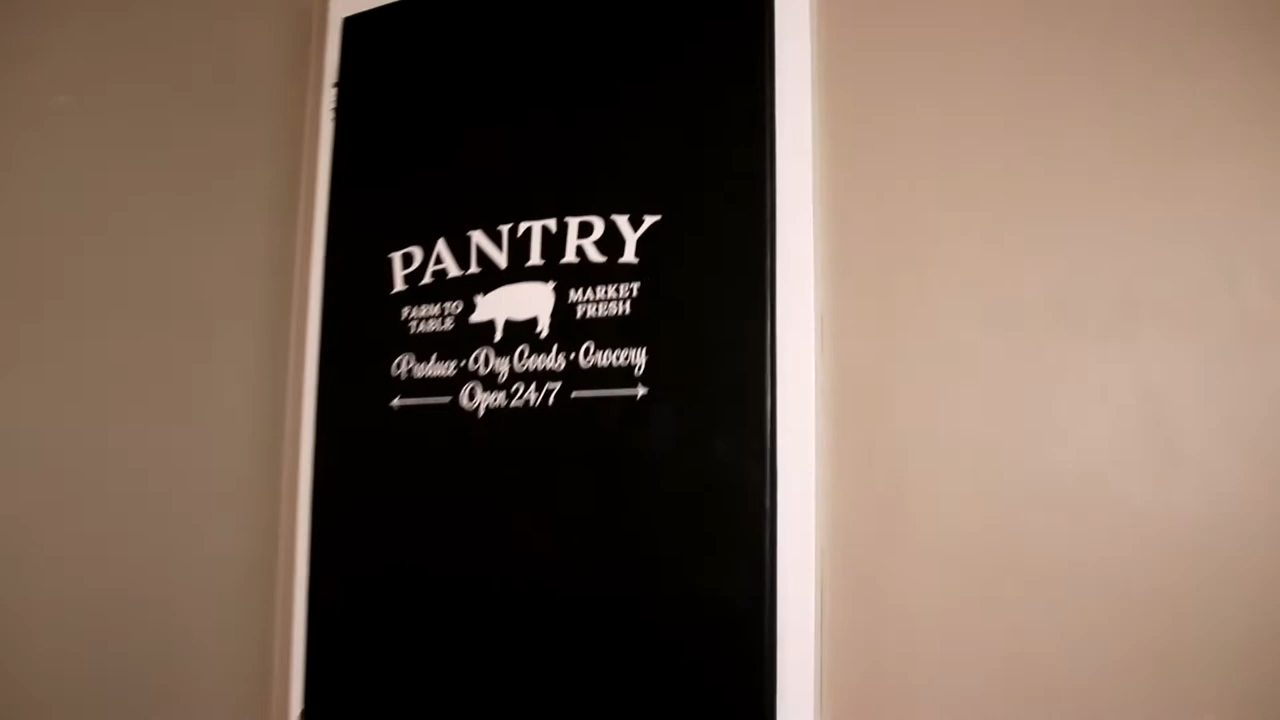 PANTRY
FARM TO TABLE
MARKET FRESH
Produce · Dry Goods · Grocery
Open 24/7